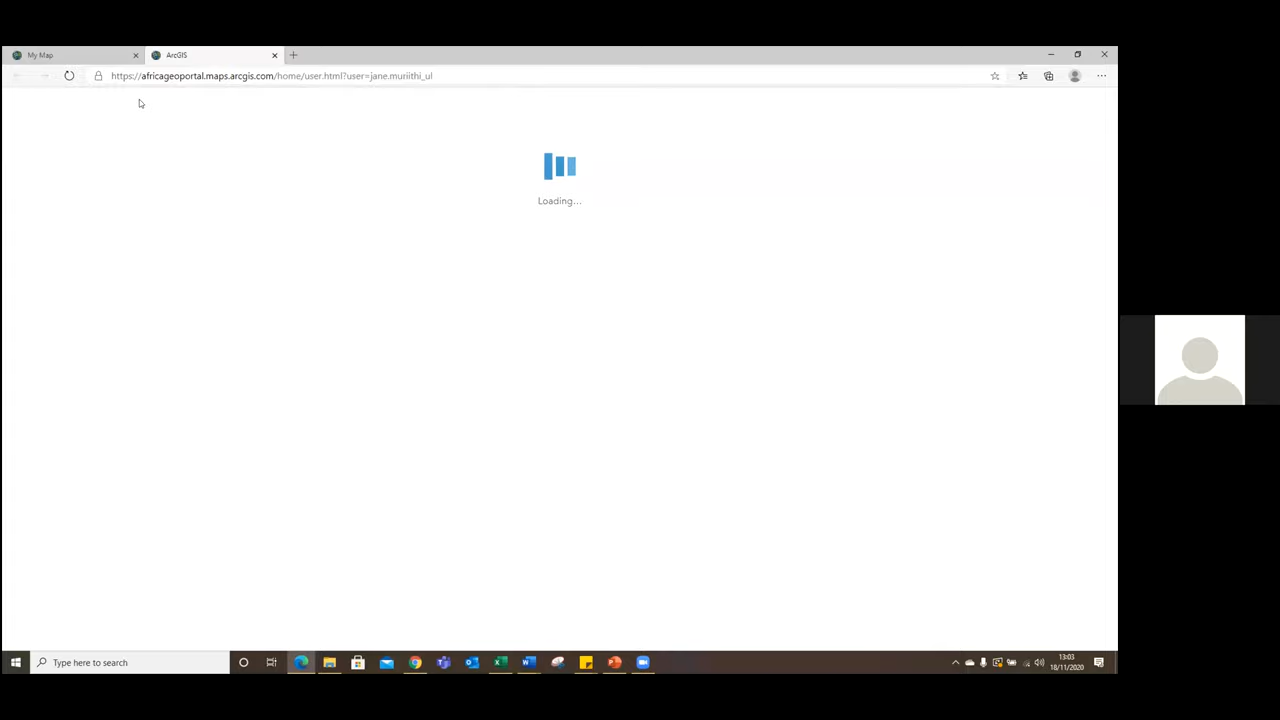 My Map
ArcGIS
https://africageoportal.maps.arcgis.com/home/user.html?user=jane.muriithi_ul
Loading...
Type here to search
13:03
18/11/2020